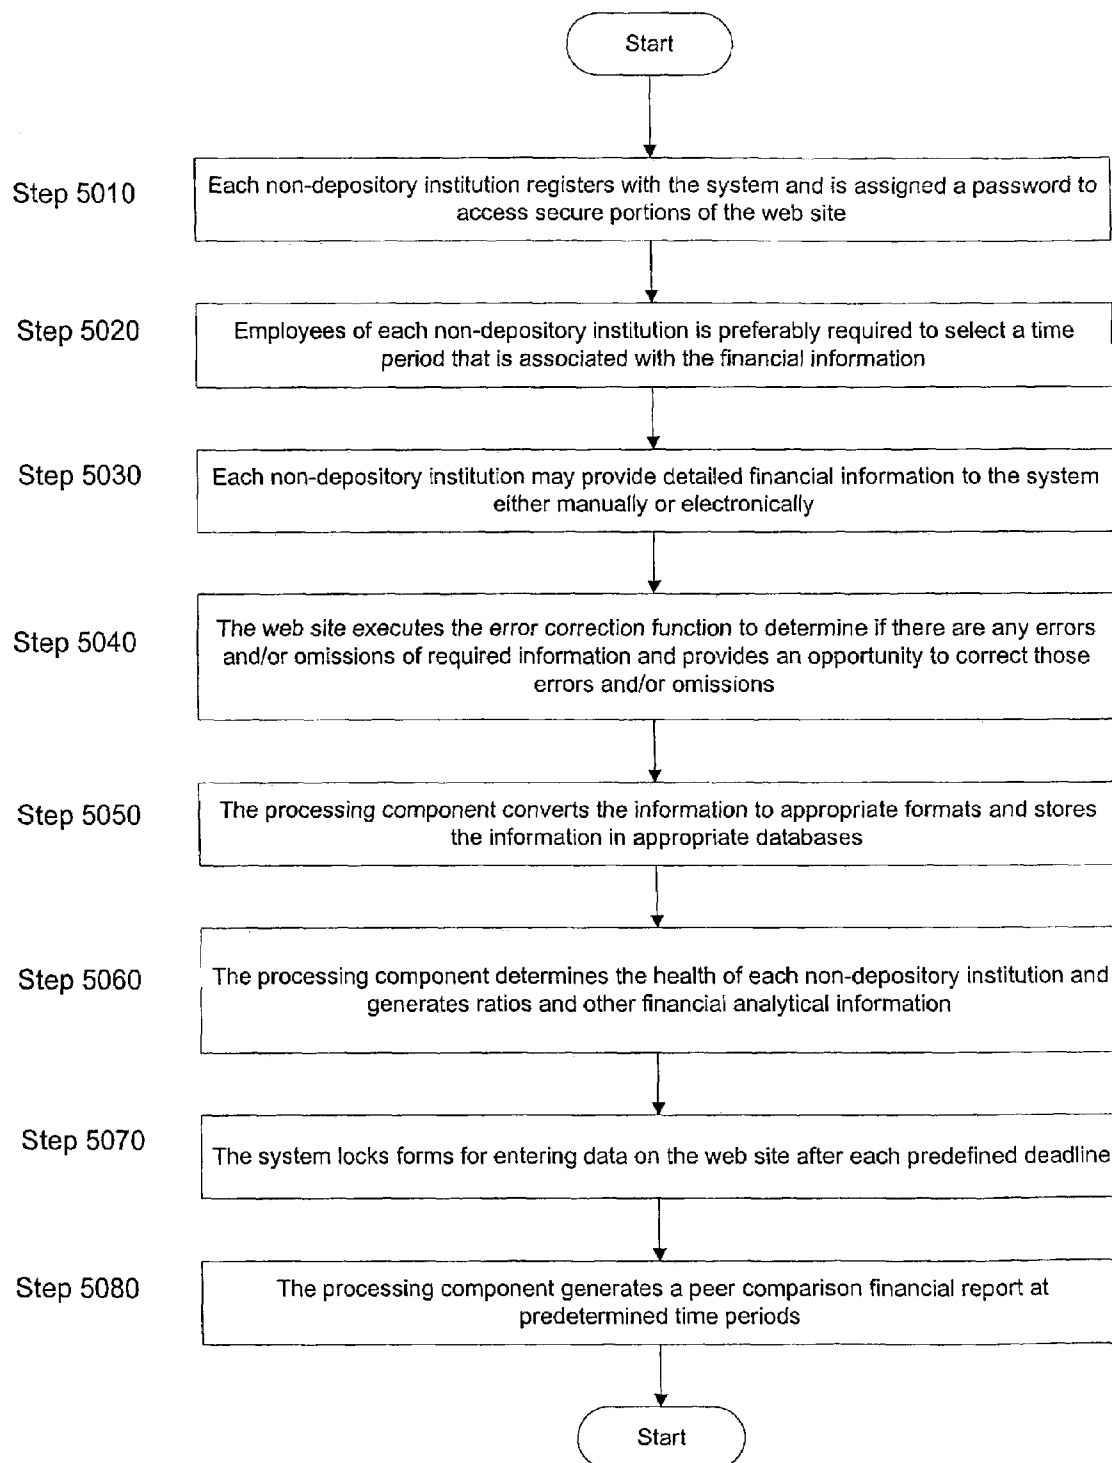 Start
Step 5010
Each non-depository institution registers with the system and is assigned a password to
access secure portions of the web site
Step 5020
Employees of each non-depository institution is preferably required to select a time
period that is associated with the financial information
Step 5030
Each non-depository institution may provide detailed financial information to the system
either manually or electronically
Step 5040
The web site executes the error correction function to determine if there are any errors
and/or omissions of required information and provides an opportunity to correct those
errors and/or omissions
Step 5050
The processing component converts the information to appropriate formats and stores
the information in appropriate databases
Step 5060
The processing component determines the health of each non-depository institution and
generates ratios and other financial analytical information
Step 5070
The system locks forms for entering data on the web site after each predefined deadline
Step 5080
The processing component generates a peer comparison financial report at
predetermined time periods
Start